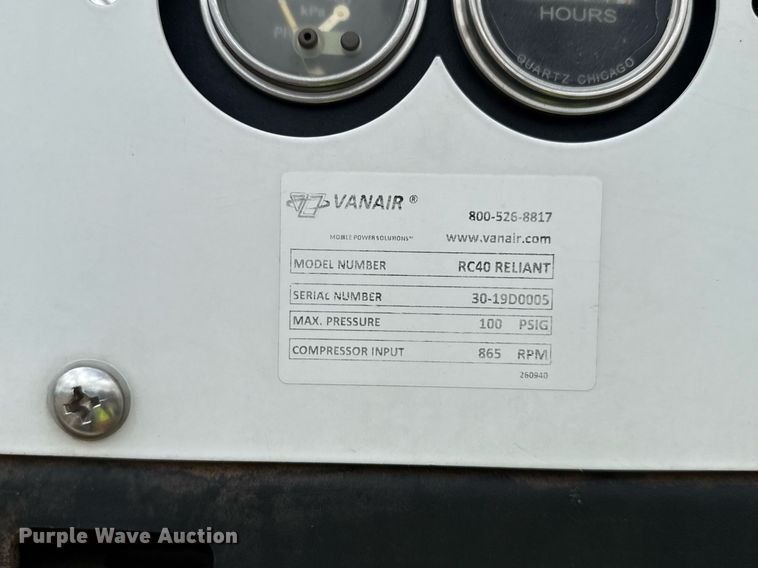 kPa
HOURS
QUARTZ CHICAGO
VANAIR ®
800-526-8817
MOBILE POWER SOLUTIONS™
www.vanair.com
MODEL NUMBER RC40 RELIANT
SERIAL NUMBER 30-19D0005
MAX. PRESSURE 100 PSIG
COMPRESSOR INPUT 865 RPM
260940
Purple Wave Auction